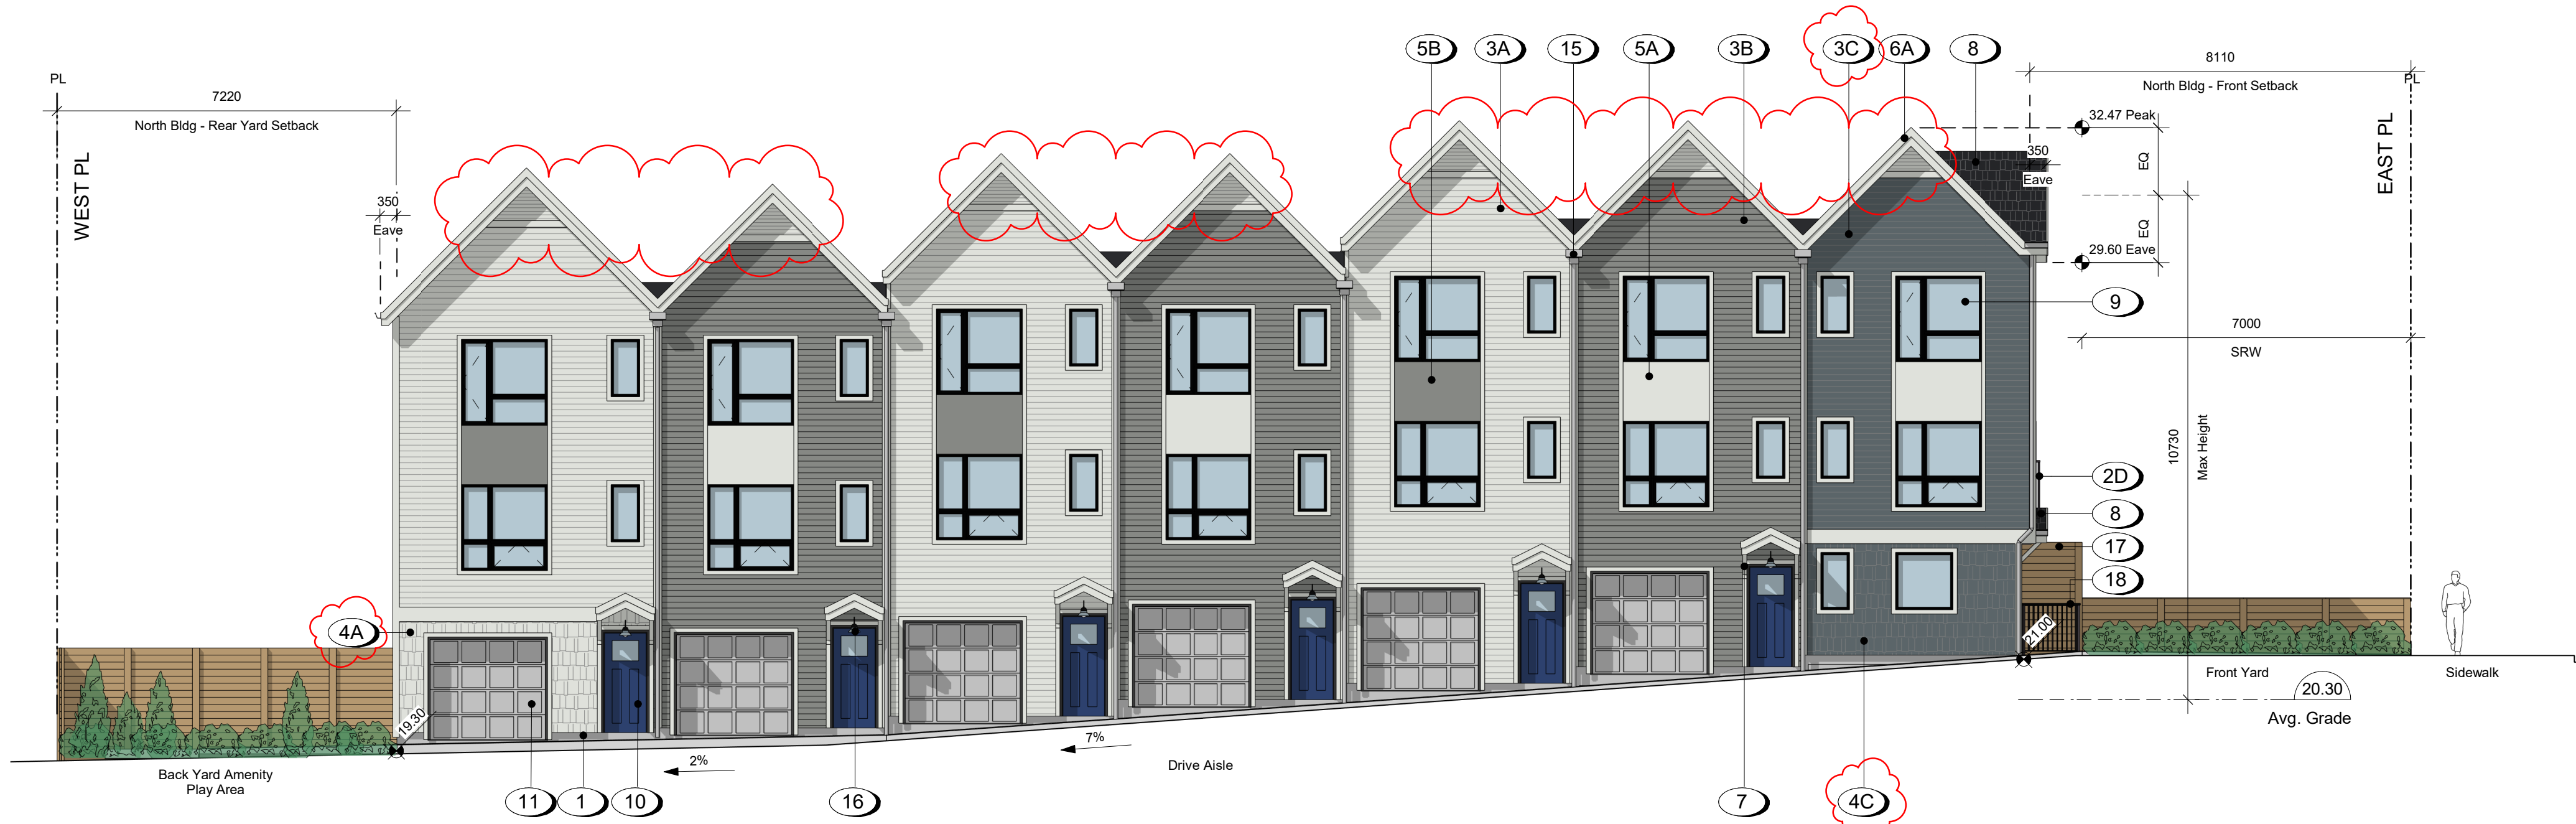 5B
3A
15
5A
3B
3C
6A
8
PL
7220
North Bldg - Rear Yard Setback
WEST PL
350
Eave
8110
PL
North Bldg - Front Setback
EAST PL
32.47 Peak
350
Eave
EQ
EQ
29.60 Eave
9
7000
SRW
10730
Max Height
2D
8
17
18
4A
19.30
21.00
Front Yard
Sidewalk
20.30
Avg. Grade
Back Yard Amenity
Play Area
2%
7%
Drive Aisle
11
1
10
16
7
4C